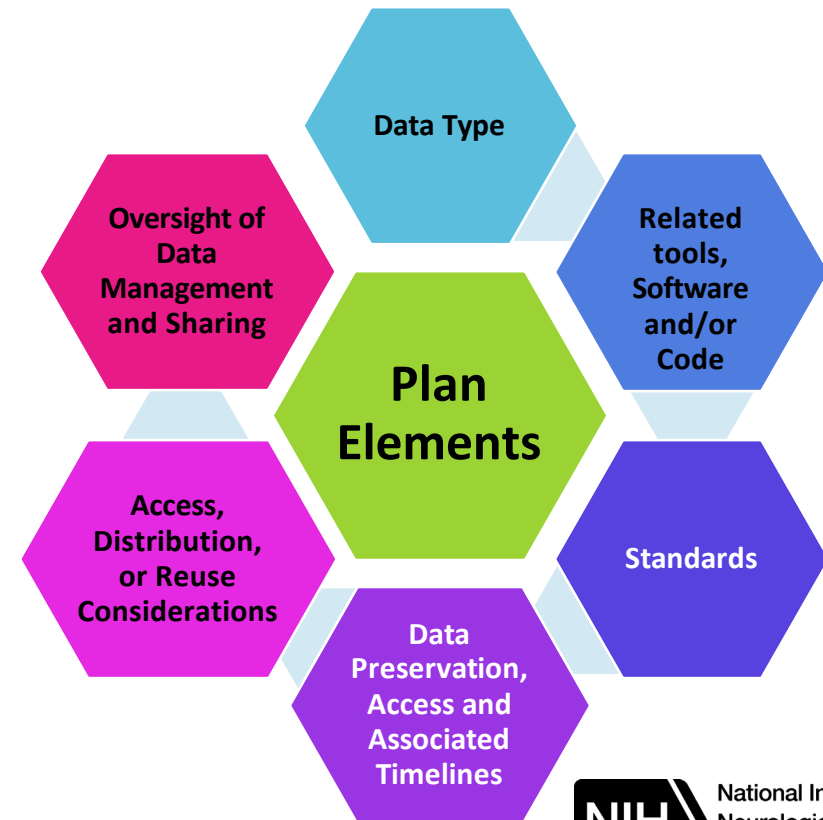 Data Type
Related
tools,
Software
and/or
Code
Standards
Data
Preservation,
Access and
Associated
Timelines
Access,
Distribution,
or Reuse
Considerations
Oversight of
Data
Management
and Sharing
Plan
Elements
NIH
National